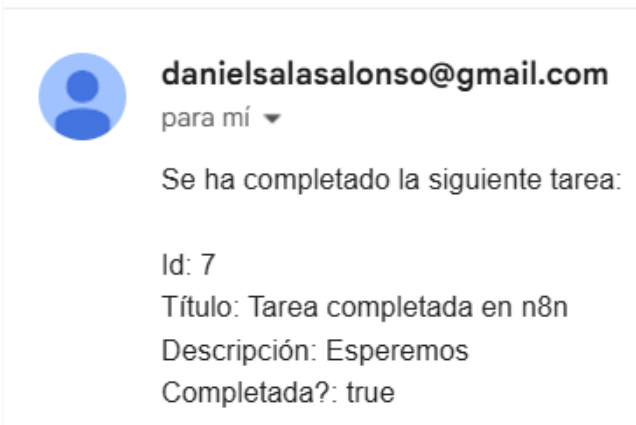 danielsalasalonso@gmail.com
para mí
Se ha completado la siguiente tarea:
Id: 7
Título: Tarea completada en n8n
Descripción: Esperemos
Completada?: true